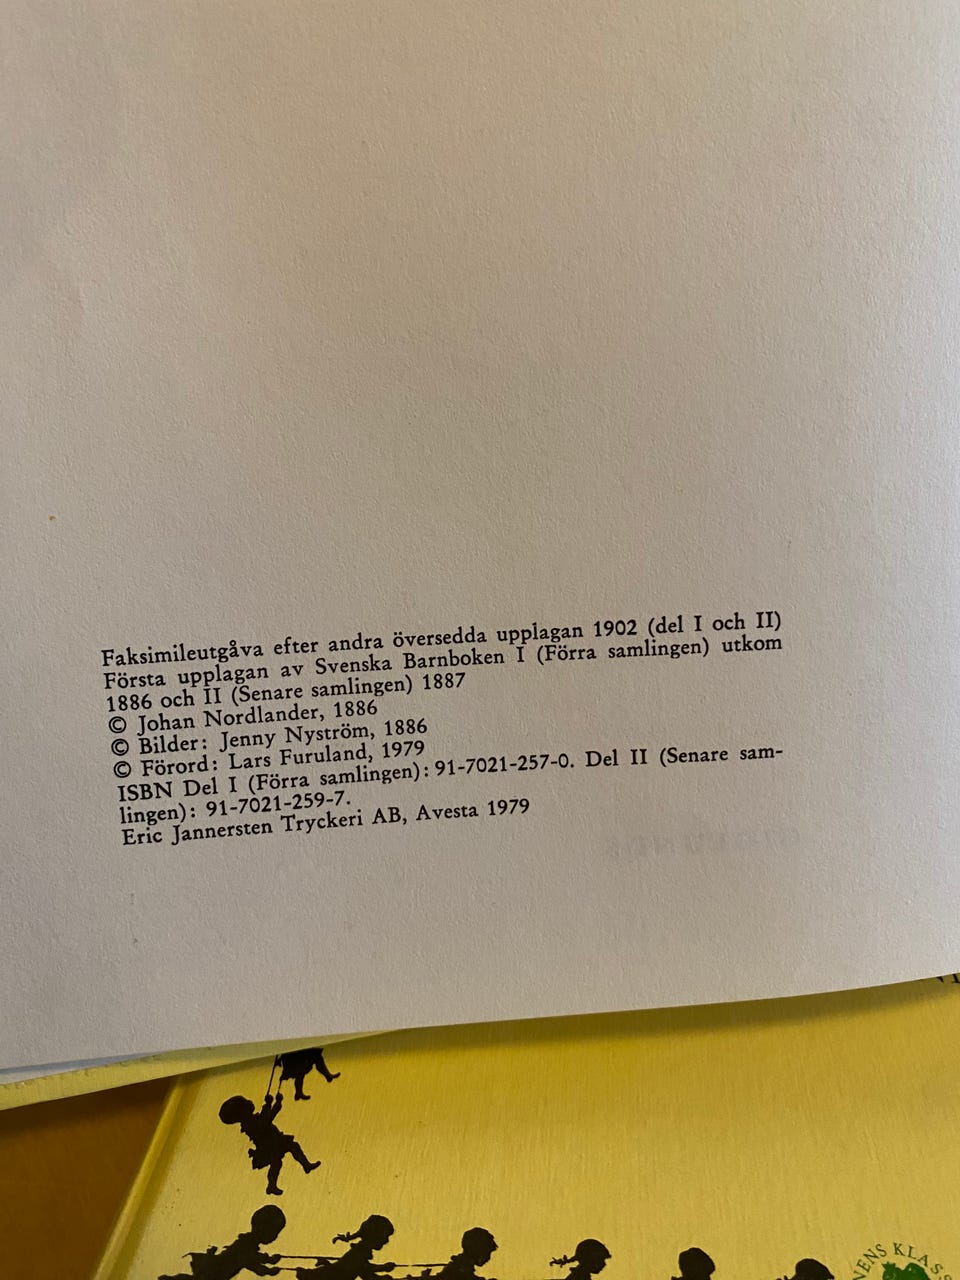 Faksimileutgåva efter andra översedda upplagan 1902 (del I och II)
Första upplagan av Svenska Barnboken I (Förra samlingen) utkom
1886 och II (Senare samlingen) 1887
© Johan Nordlander, 1886
© Bilder: Jenny Nyström, 1886
© Förord: Lars Furuland, 1979
ISBN Del I (Förra samlingen): 91-7021-257-0. Del II (Senare sam-
lingen): 91-7021-259-7.
Eric Jannersten Tryckeri AB, Avesta 1979